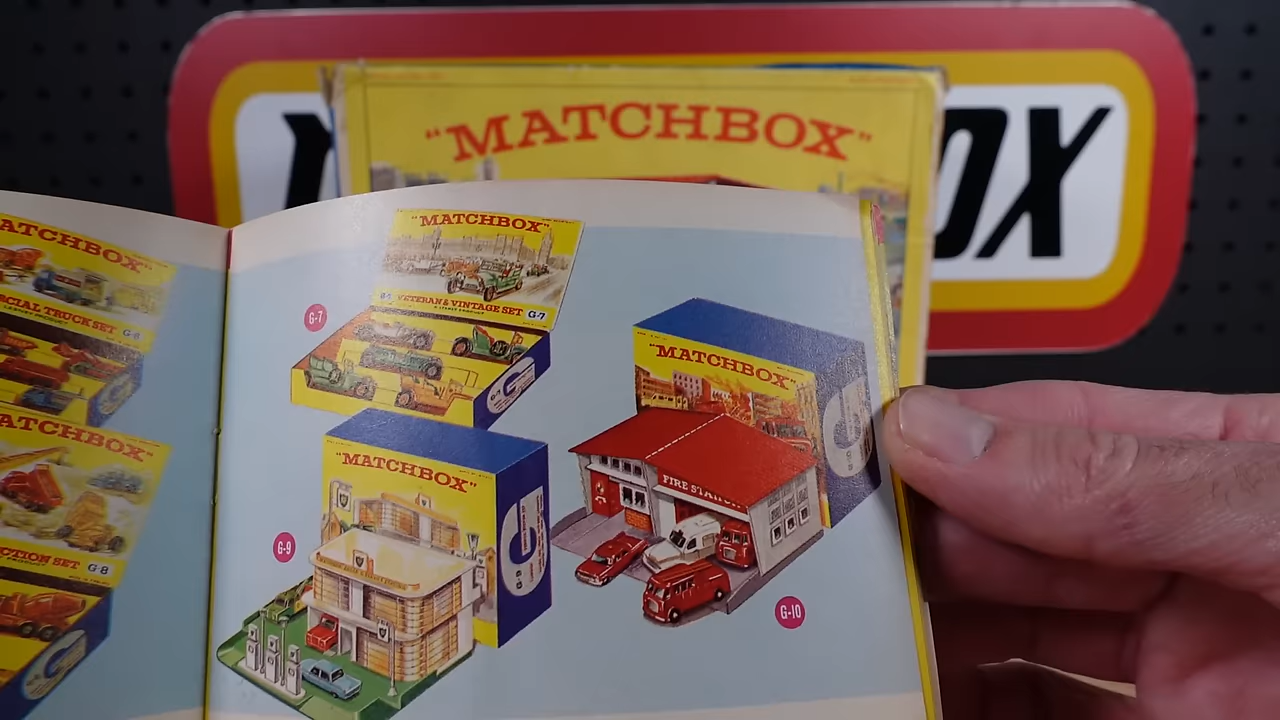 "MATCHBOX"
OX
"MATCHBOX"
VETERAN & VINTAGE SET G-7
G-7
ATCHBOX"
CIAL TRUCK SET G-6
"MATCHBOX"
"MATCHBOX"
FIRE STATION
G-9
G-10
ATCHBOX"
CTION SET G-8